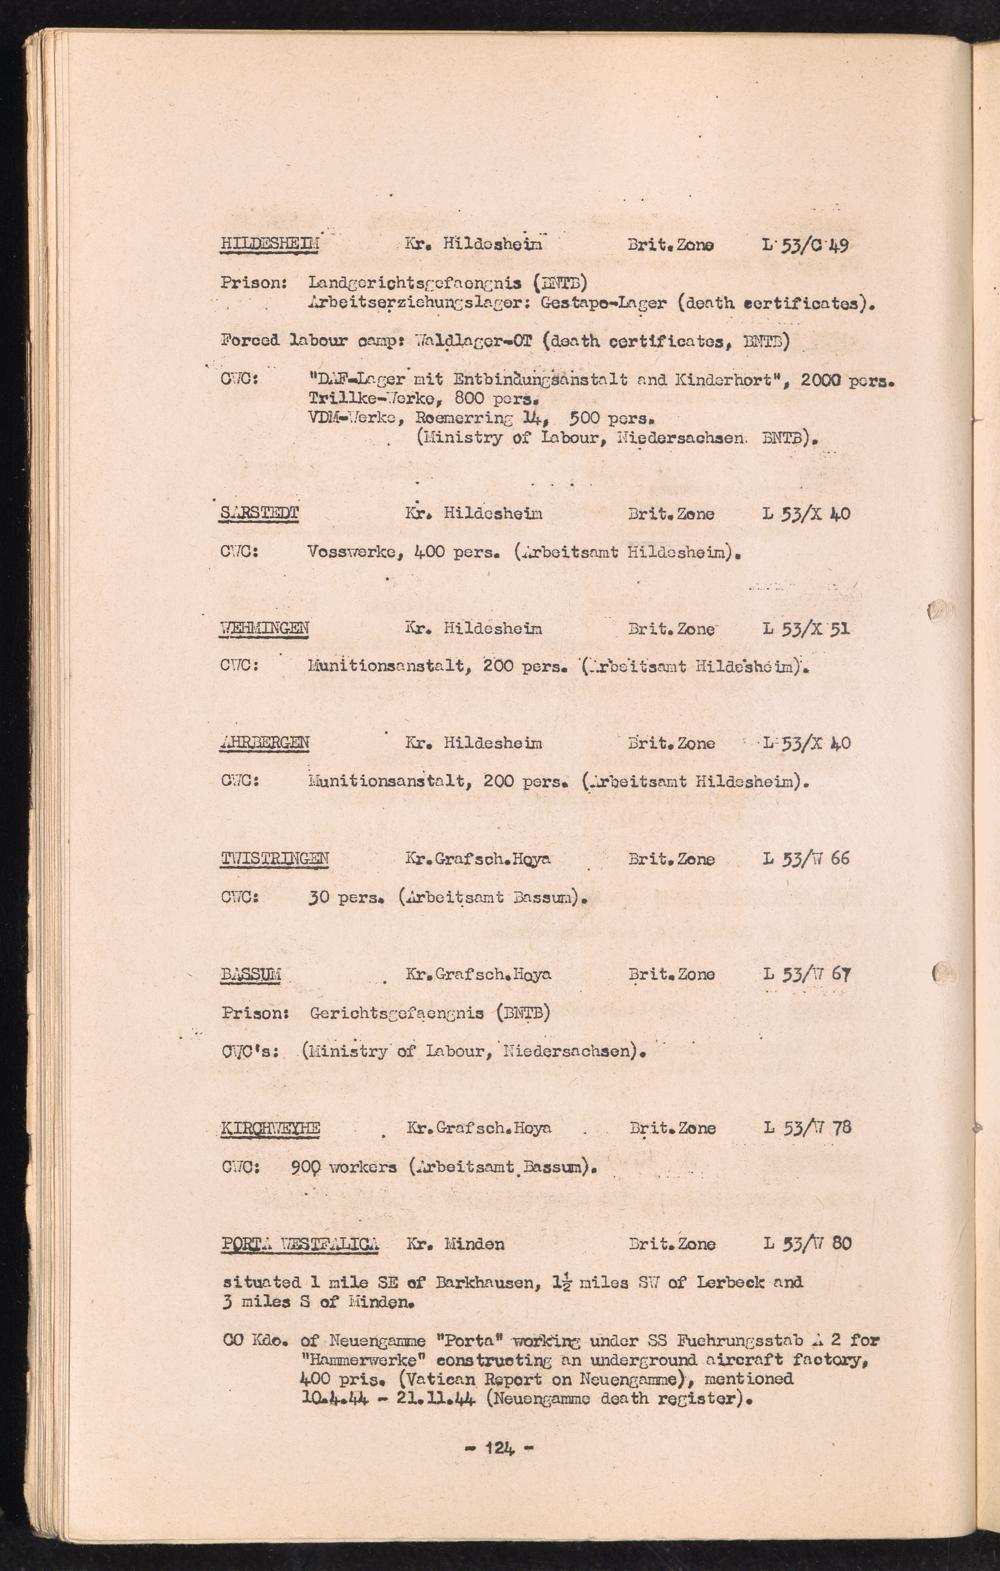 HILDESHEIM Kr. Hildesheim Brit.Zone L 53/C 49
Prison: Landgerichtsgefaengnis (BNTB)
Arbeitserziehungslager: Gestapo-Lager (death certificates).
Forced labour camp: Waldlager-OT (death certificates, BNTB)
CWC: "DAF-Lager mit Entbindungsanstalt and Kinderhort", 2000 pers.
Trillke-Werke, 800 pers.
VDM-Werke, Roemerring 14, 500 pers.
(Ministry of Labour, Niedersachsen. BNTB).
SARSTEDT Kr. Hildesheim Brit.Zone L 53/X 40
CWC: Vosswerke, 400 pers. (Arbeitsamt Hildesheim).
WEHMINGEN Kr. Hildesheim Brit.Zone L 53/X 51
CWC: Munitionsanstalt, 200 pers. (Arbeitsamt Hildesheim).
AHRBERGEN Kr. Hildesheim Brit.Zone L 53/X 40
CWC: Munitionsanstalt, 200 pers. (Arbeitsamt Hildesheim).
TWISTRINGEN Kr.Grafsch.Hoya Brit.Zone L 53/W 66
CWC: 30 pers. (Arbeitsamt Bassum).
BASSUM Kr.Grafsch.Hoya Brit.Zone L 53/W 67
Prison: Gerichtsgefaengnis (BNTB)
CWC's: (Ministry of Labour, Niedersachsen).
KIRCHWEYHE Kr.Grafsch.Hoya Brit.Zone L 53/W 78
CWC: 900 workers (Arbeitsamt Bassum).
PORTA WESTFALICA Kr. Minden Brit.Zone L 53/W 80
situated 1 mile SE of Barkhausen, 1½ miles SW of Lerbeck and
3 miles S of Minden.
CC Kdo. of Neuengamme "Porta" working under SS Fuehrungsstab A 2 for
"Hammerwerke" constructing an underground aircraft factory,
400 pris. (Vatican Report on Neuengamme), mentioned
10.4.44 - 21.11.44 (Neuengamme death register).
- 124 -